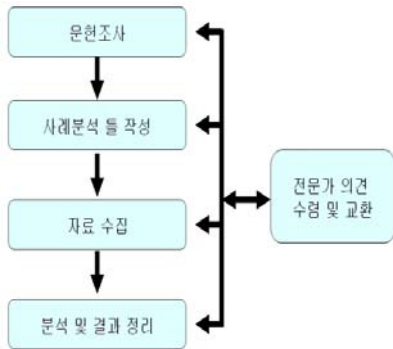 문헌조사
사례분석 틀 작성
자료 수집
분석 및 결과 정리
전문가 의견
수렴 및 교환